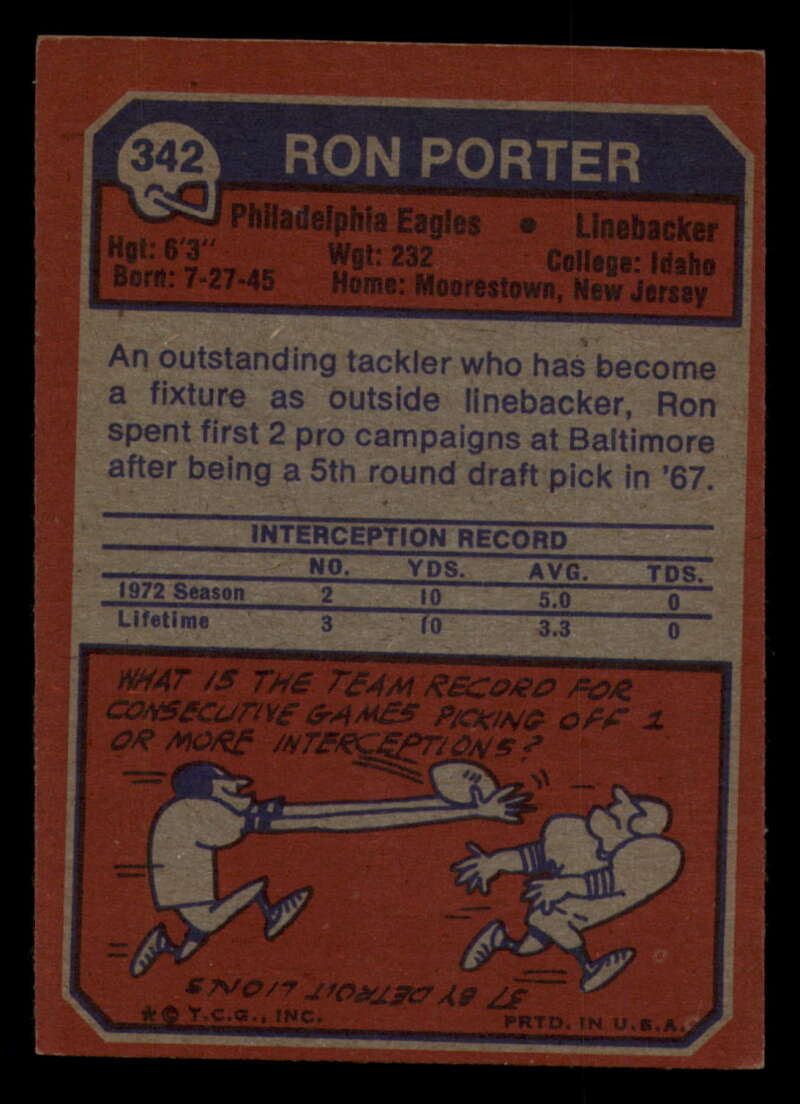 342 RON PORTER
Philadelphia Eagles • Linebacker
Hgt: 6'3" Wgt: 232 College: Idaho
Born: 7-27-45 Home: Moorestown, New Jersey
An outstanding tackler who has become
a fixture as outside linebacker, Ron
spent first 2 pro campaigns at Baltimore
after being a 5th round draft pick in '67.
INTERCEPTION RECORD
NO. YDS. AVG. TDS.
1972 Season 2 10 5.0 0
Lifetime 3 10 3.3 0
WHAT IS THE TEAM RECORD FOR
CONSECUTIVE GAMES PICKING OFF 1
OR MORE INTERCEPTIONS?
37 BY DETROIT LIONS
* © T.C.G., INC. PRTD. IN U.S.A.